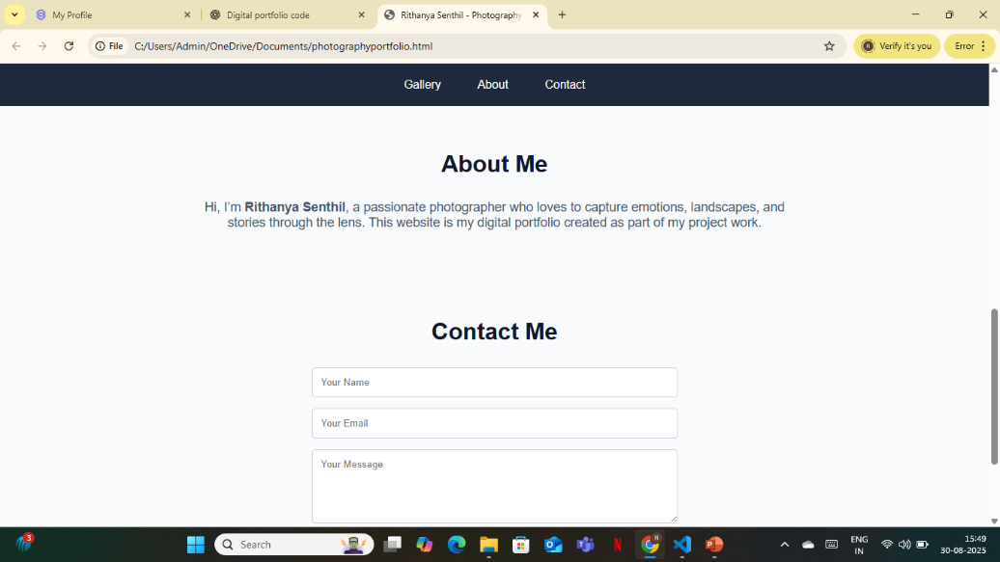 My Profile
Digital portfolio code
Rithanya Senthil - Photography
File
C:/Users/Admin/OneDrive/Documents/photographyportfolio.html
R
Verify it's you
Error
Gallery
About
Contact
About Me
Hi, I'm Rithanya Senthil, a passionate photographer who loves to capture emotions, landscapes, and
stories through the lens. This website is my digital portfolio created as part of my project work.
Contact Me
Your Name
Your Email
Your Message
3
Search
N
R
P
ENG
IN
15:49
30-08-2025